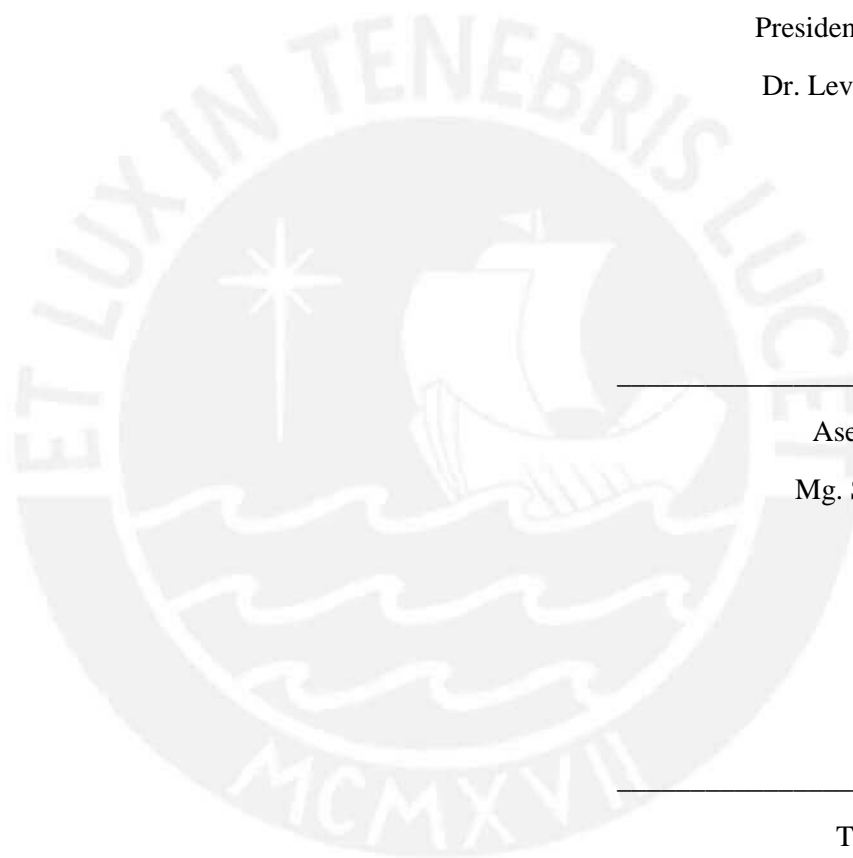 Presiden
Dr. Lev
ET LUX IN TENEBRIS LUCET
Ase
Mg. S
T
MCMXVII